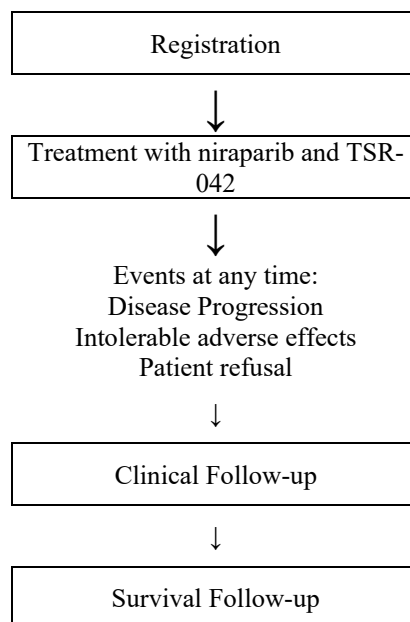 Registration
↓
Treatment with niraparib and TSR-
042
↓
Events at any time:
Disease Progression
Intolerable adverse effects
Patient refusal
↓
Clinical Follow-up
↓
Survival Follow-up